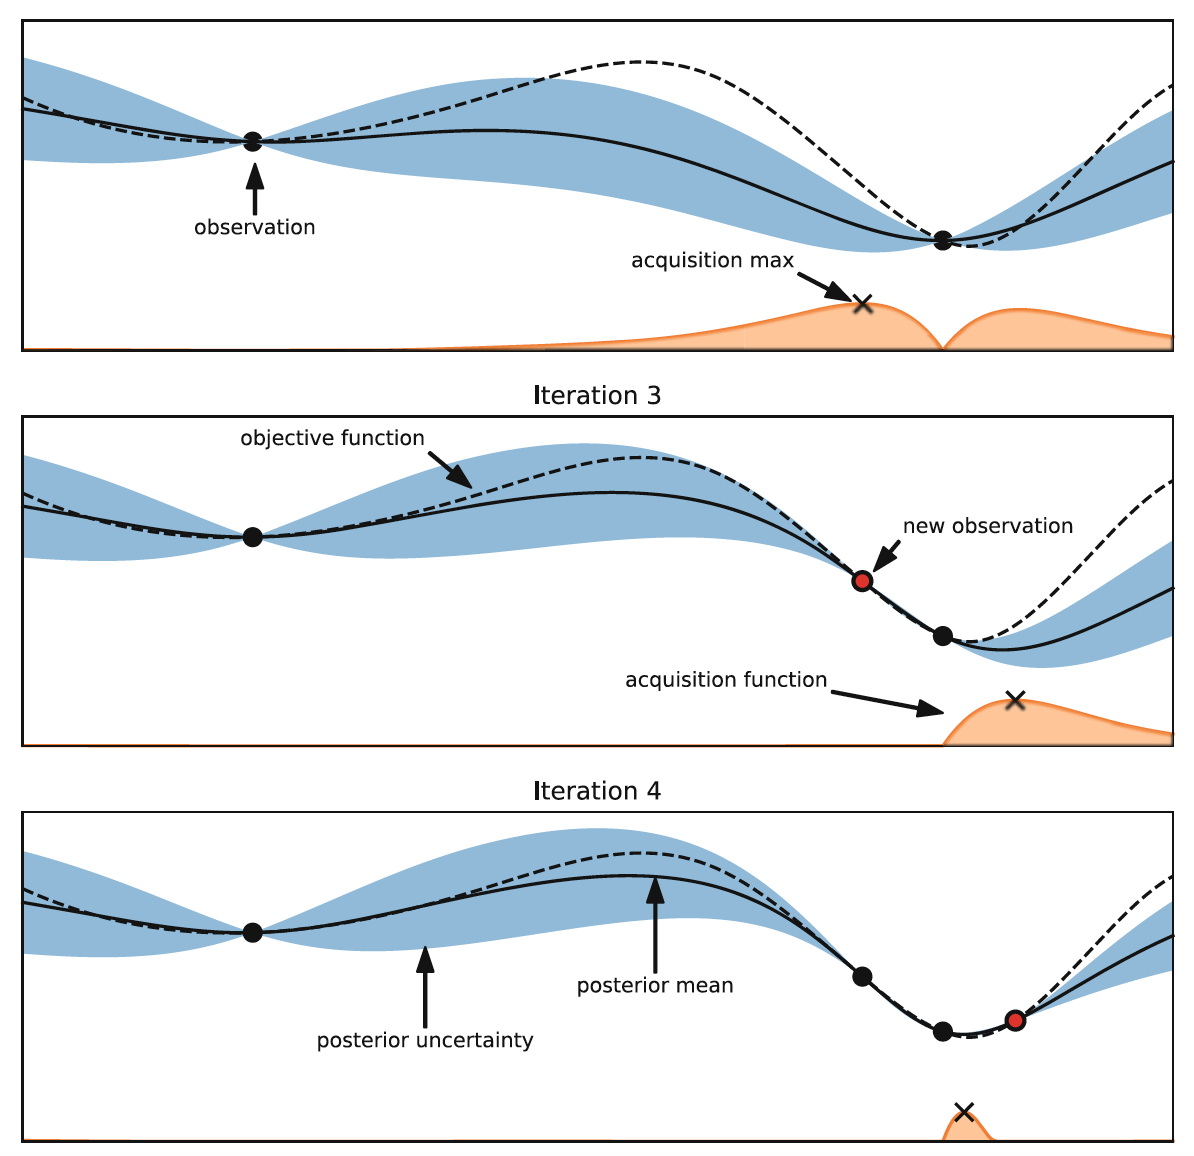 observation
acquisition max
Iteration 3
objective function
new observation
acquisition function
Iteration 4
posterior mean
posterior uncertainty